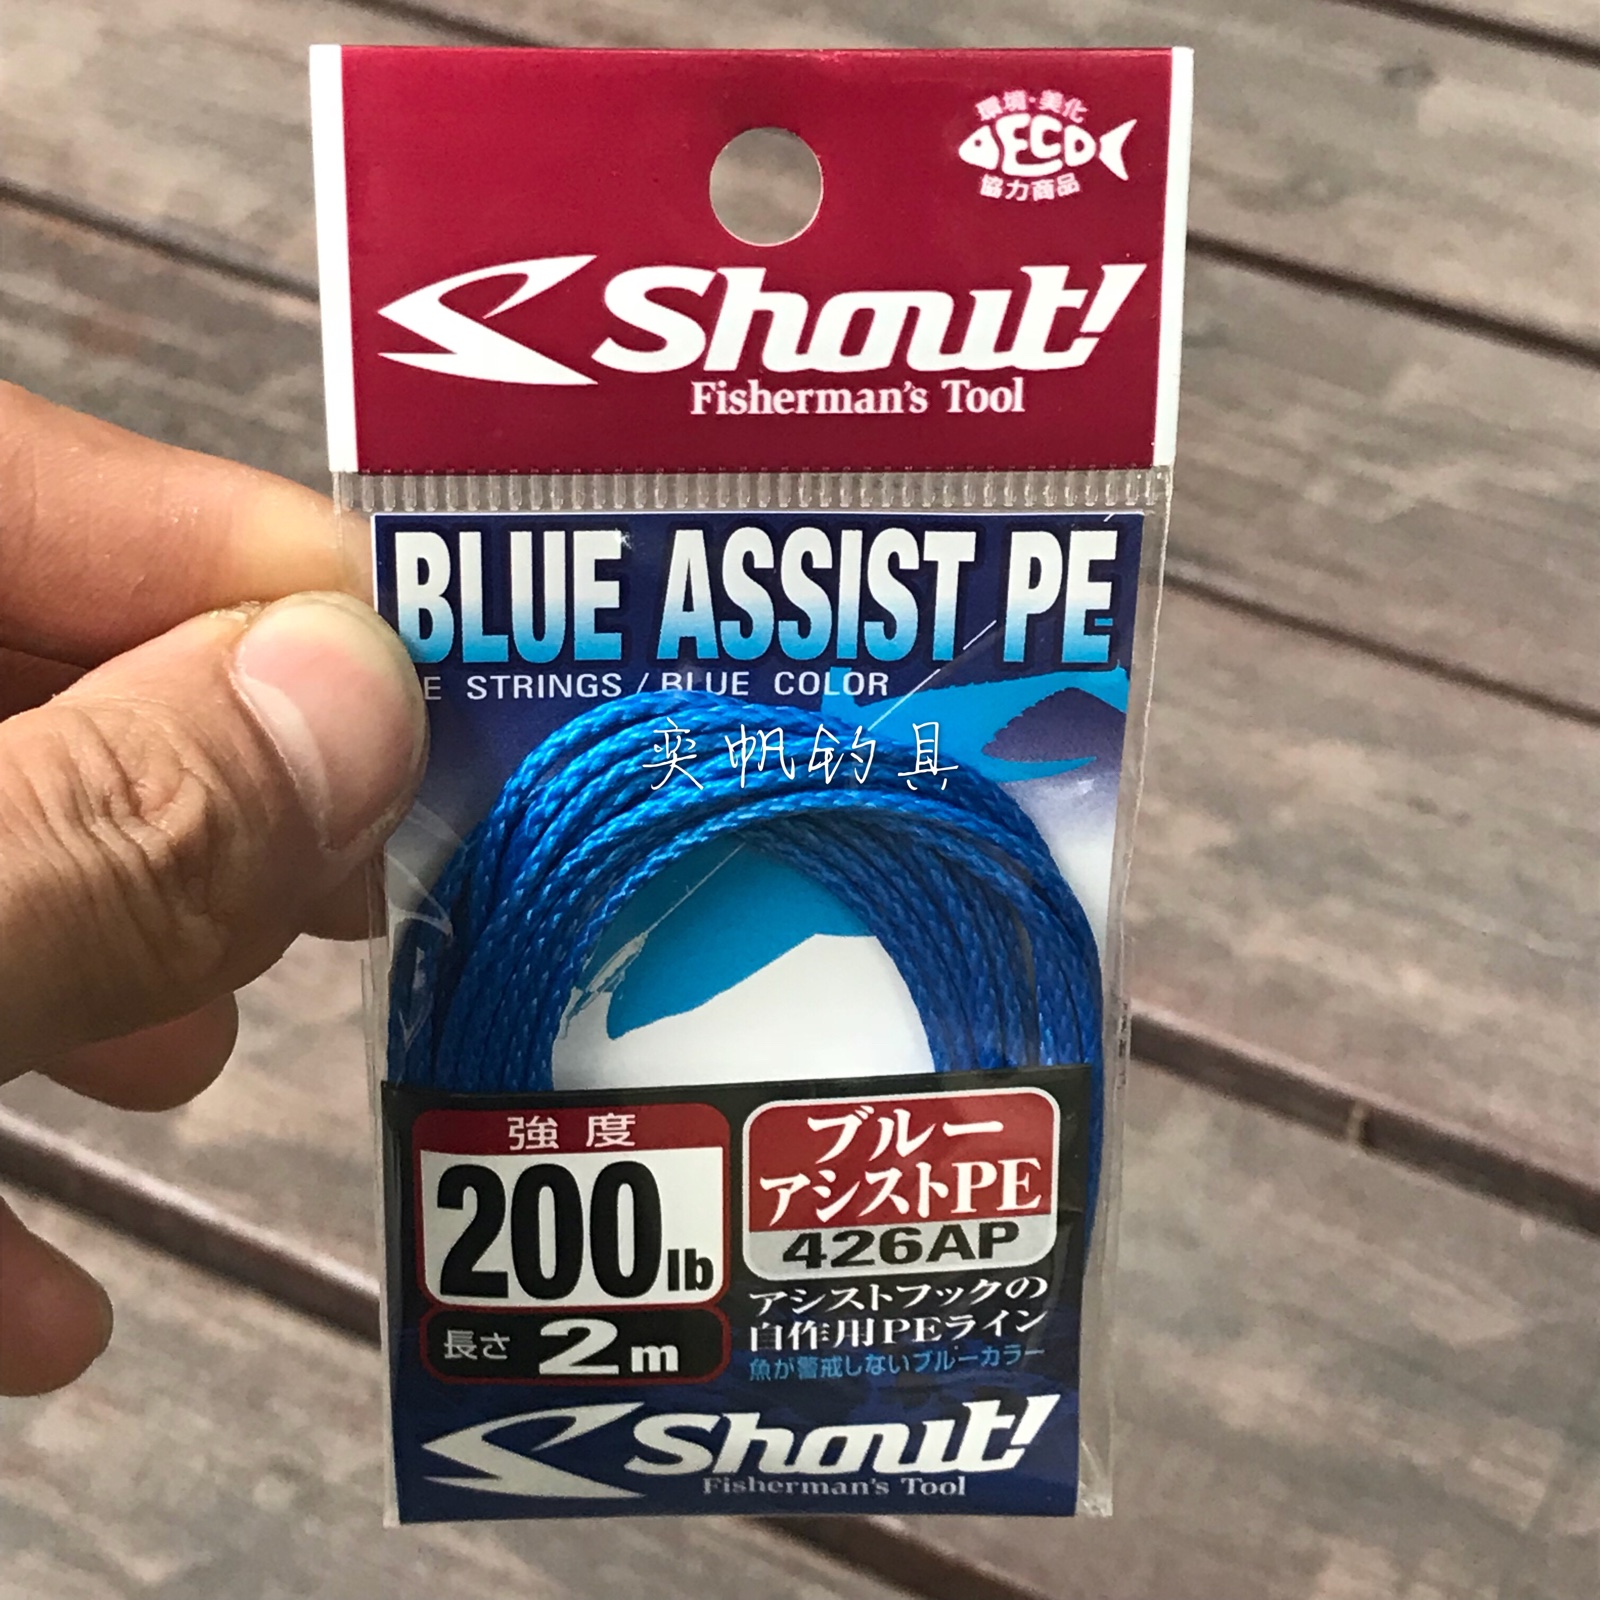 環境・美化
ECO
協力商品
Shout!
Fisherman's Tool
BLUE ASSIST PE
STRINGS / BLUE COLOR
奕帆钓具
強度
200lb
長さ 2m
ブルー
アシストPE
426AP
アシストフックの
自作用PEライン
魚が警戒しないブルーカラー
Shout!
Fisherman's Tool